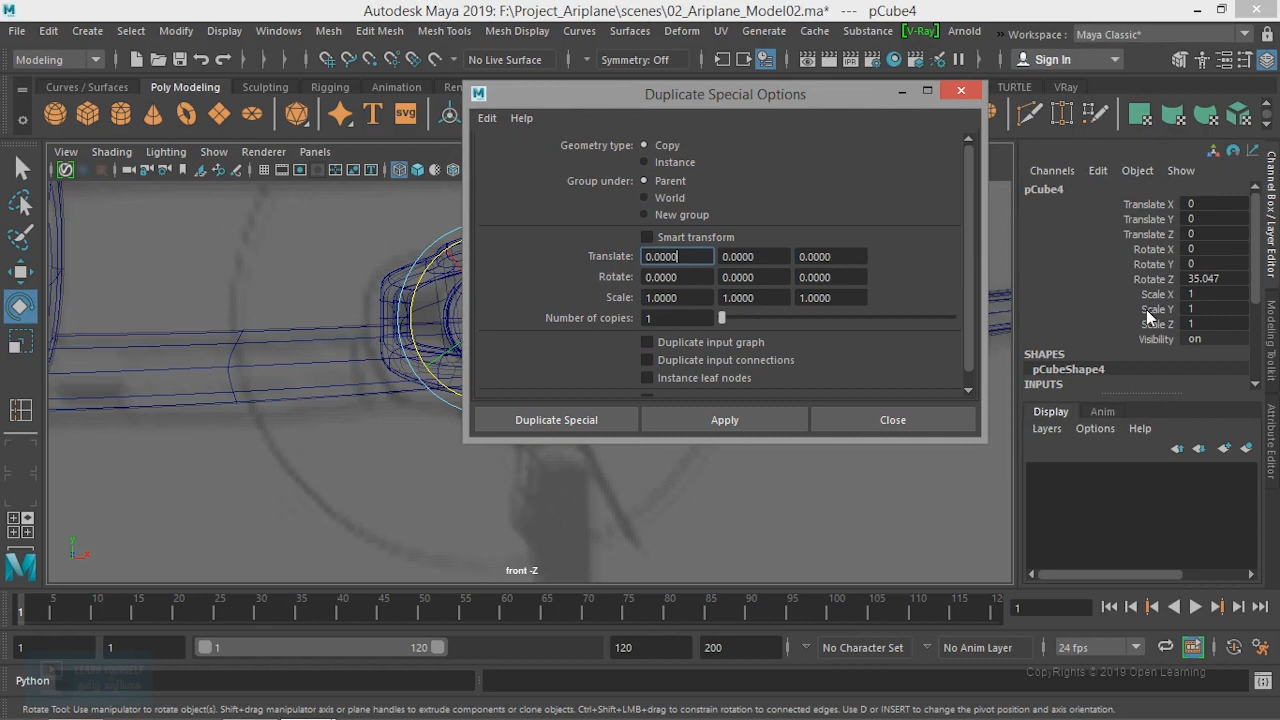 Autodesk Maya 2019: F:\Project_Ariplane\scenes\02_Ariplane_Model02.ma* --- pCube4
File Edit Create Select Modify Display Windows Mesh Edit Mesh Mesh Tools Mesh Display Curves Surfaces Deform UV Generate Cache Substance [V-Ray] Arnold » Workspace : Maya Classic*
Modeling No Live Surface Symmetry: Off Sign In
Curves / Surfaces Poly Modeling Sculpting Rigging Animation Ren TURTLE VRay
T svg
View Shading Lighting Show Renderer Panels
Duplicate Special Options
Edit Help
Geometry type: Copy
Instance
Group under: Parent
World
New group
Smart transform
Translate: 0.0000 0.0000 0.0000
Rotate: 0.0000 0.0000 0.0000
Scale: 1.0000 1.0000 1.0000
Number of copies: 1
Duplicate input graph
Duplicate input connections
Instance leaf nodes
Duplicate Special Apply Close
Channels Edit Object Show
pCube4
Translate X 0
Translate Y 0
Translate Z 0
Rotate X 0
Rotate Y 0
Rotate Z 35.047
Scale X 1
Scale Y 1
Scale Z 1
Visibility on
SHAPES
pCubeShape4
INPUTS
Display Anim
Layers Options Help
Channel Box / Layer Editor
Modeling Toolkit
Attribute Editor
y
x
front -Z
1 5 10 15 20 25 30 35 40 45 50 55 60 65 70 75 80 85 90 95 100 105 110 115 12 1
1 1 1 120 120 200 No Character Set No Anim Layer 24 fps
Python
CopyRights © 2019 Open Learning
Rotate Tool: Use manipulator to rotate object(s). Shift+drag manipulator axis or plane handles to extrude components or clone objects. Ctrl+Shift+LMB+drag to constrain rotation to connected edges. Use D or INSERT to change the pivot position and axis orientation.